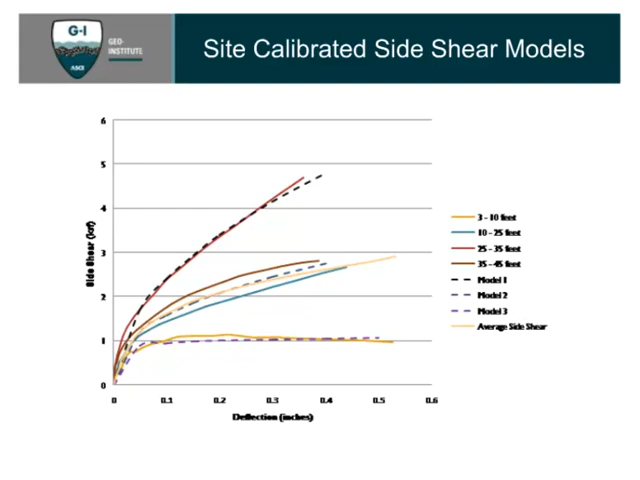 G-I
ASCE
GEO-
INSTITUTE
Site Calibrated Side Shear Models
6
5
4
3
2
1
0
Side Shear (ksf)
0 0.1 0.2 0.3 0.4 0.5 0.6
Deflection (inches)
3 - 10 feet
10 - 25 feet
25 - 35 feet
35 - 45 feet
Model 1
Model 2
Model 3
Average Side Shear